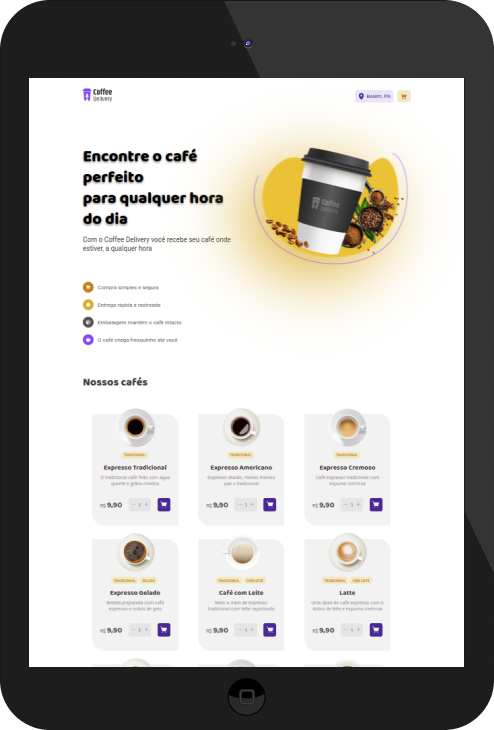 Coffee
Delivery
Belém, PA
Encontre o café
perfeito
para qualquer hora
do dia
Com o Coffee Delivery você recebe seu café onde
estiver, a qualquer hora
Coffee
Delivery
Compra simples e segura
Entrega rápida e rastreada
Embalagem mantém o café intacto
O café chega fresquinho até você
Nossos cafés
TRADICIONAL
Expresso Tradicional
O tradicional café feito com água
quente e grãos moídos
R$ 9,90
− 1 +
TRADICIONAL
Expresso Americano
Expresso diluído, menos intenso
que o tradicional
R$ 9,90
− 1 +
TRADICIONAL
Expresso Cremoso
Café expresso tradicional com
espuma cremosa
R$ 9,90
− 1 +
TRADICIONAL GELADO
Expresso Gelado
Bebida preparada com café
expresso e cubos de gelo
R$ 9,90
− 1 +
TRADICIONAL COM LEITE
Café com Leite
Meio a meio de expresso
tradicional com leite vaporizado
R$ 9,90
− 1 +
TRADICIONAL COM LEITE
Latte
Uma dose de café expresso com o
dobro de leite e espuma cremosa
R$ 9,90
− 1 +